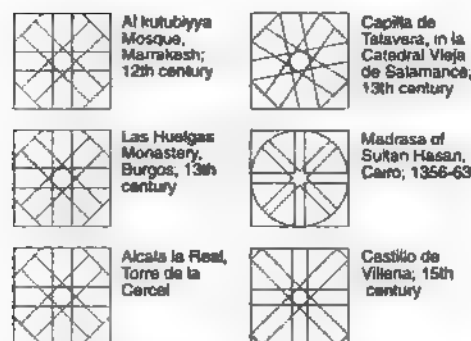 Al kutubiyya
Mosque,
Marrakesh;
12th century
Capilla de
Talavera, in la
Catedral Vieja
de Salamanca;
13th century
Las Huelgas
Monastery,
Burgos; 13th
century
Madrasa of
Sultan Hasan,
Cairo; 1356-63
Alcala la Real,
Torre de la
Carcel
Castillo de
Villena; 15th
century